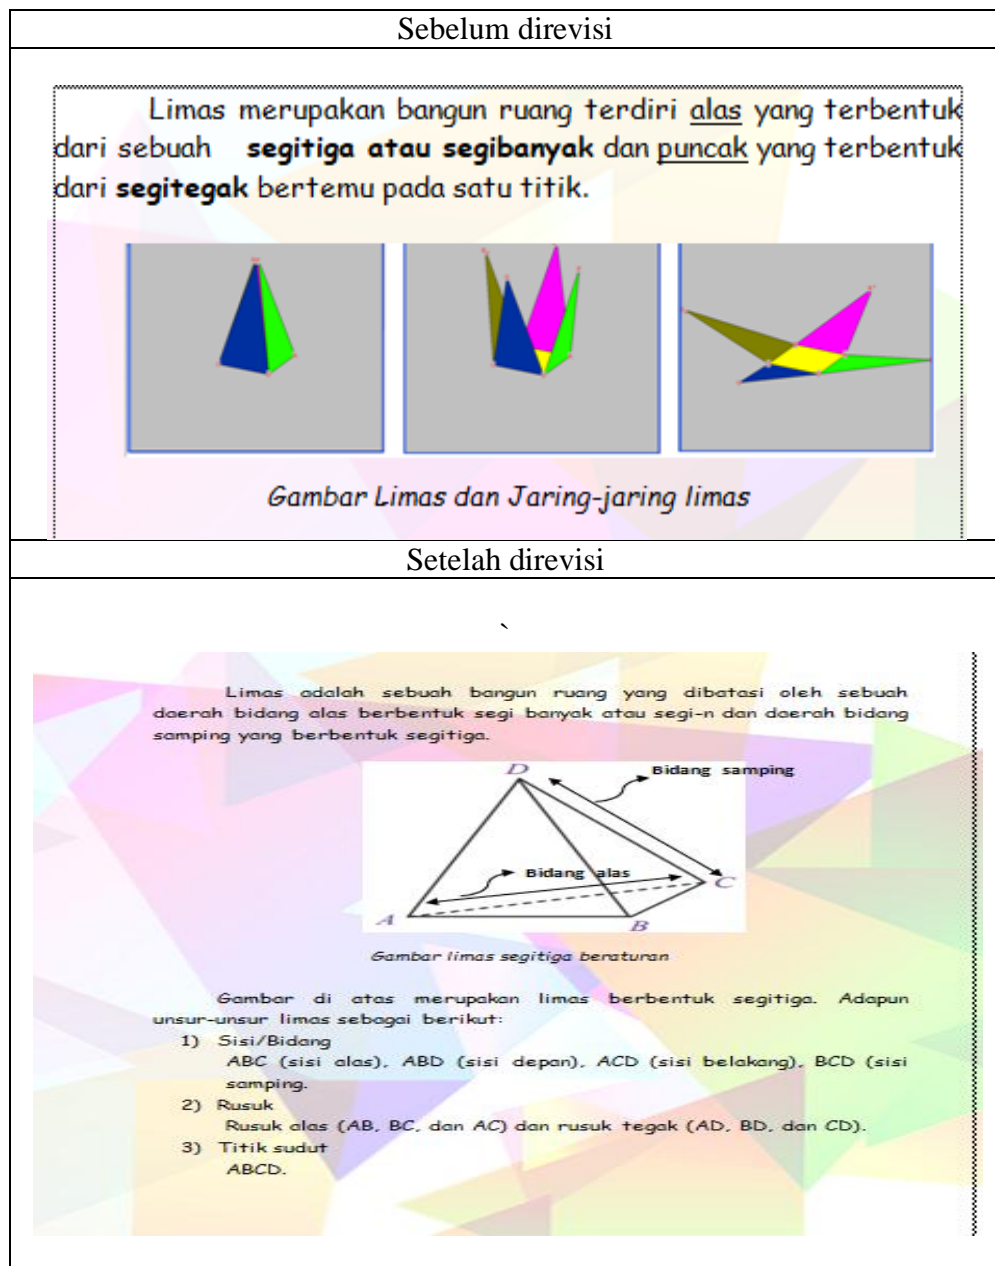 Sebelum direvisi
Limas merupakan bangun ruang terdiri alas yang terbentuk
dari sebuah segitiga atau segibanyak dan puncak yang terbentuk
dari segitegak bertemu pada satu titik.
Gambar Limas dan Jaring-jaring limas
Setelah direvisi
`
Limas adalah sebuah bangun ruang yang dibatasi oleh sebuah
daerah bidang alas berbentuk segi banyak atau segi-n dan daerah bidang
samping yang berbentuk segitiga.
D
Bidang samping
Bidang alas
C
A
B
Gambar limas segitiga beraturan
Gambar di atas merupakan limas berbentuk segitiga. Adapun
unsur-unsur limas sebagai berikut:
1) Sisi/Bidang
ABC (sisi alas), ABD (sisi depan), ACD (sisi belakang), BCD (sisi
samping.
2) Rusuk
Rusuk alas (AB, BC, dan AC) dan rusuk tegak (AD, BD, dan CD).
3) Titik sudut
ABCD.